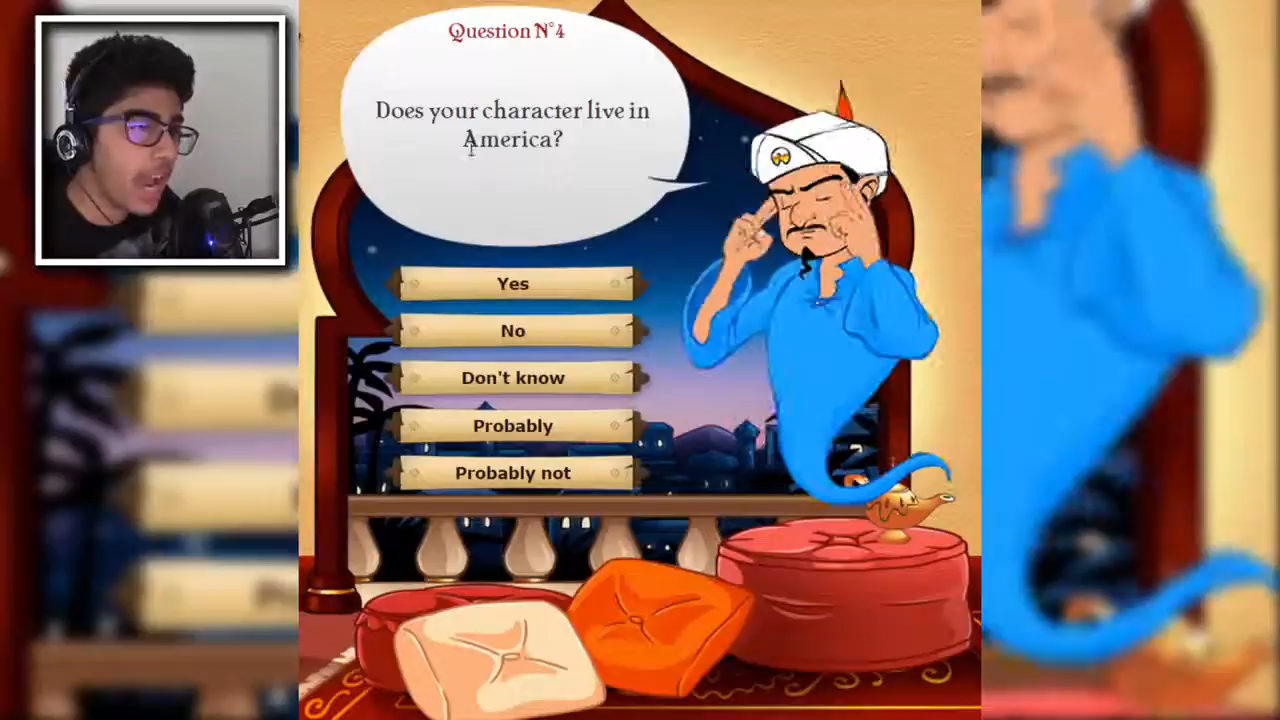 Question N°4
Does your character live in
America?
Yes
No
Don't know
Probably
Probably not